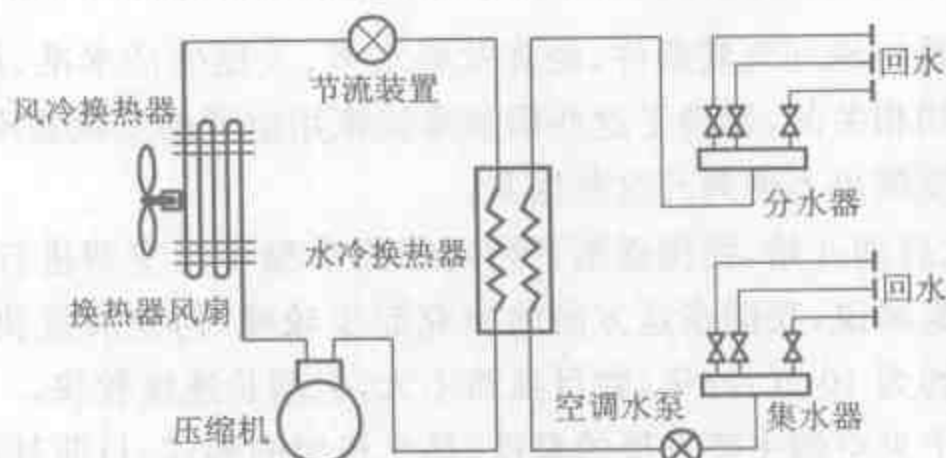 节流装置
风冷换热器
回水
分水器
水冷换热器
换热器风扇
回水
空调水泵
集水器
压缩机